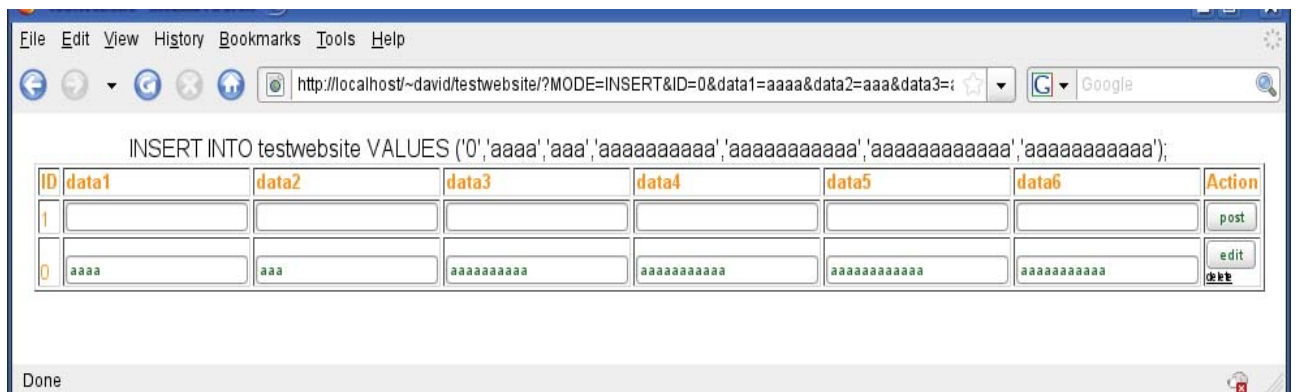 File Edit View History Bookmarks Tools Help
http://localhost/~david/testwebsite/?MODE=INSERT&ID=0&data1=aaaa&data2=aaa&data3= G Google
INSERT INTO testwebsite VALUES ('0','aaaa','aaa','aaaaaaaaaa','aaaaaaaaaaa','aaaaaaaaaaaa','aaaaaaaaaaa');
ID data1 data2 data3 data4 data5 data6 Action
1 post
0 aaaa aaa aaaaaaaaaa aaaaaaaaaaa aaaaaaaaaaaa aaaaaaaaaaa edit
delete
Done